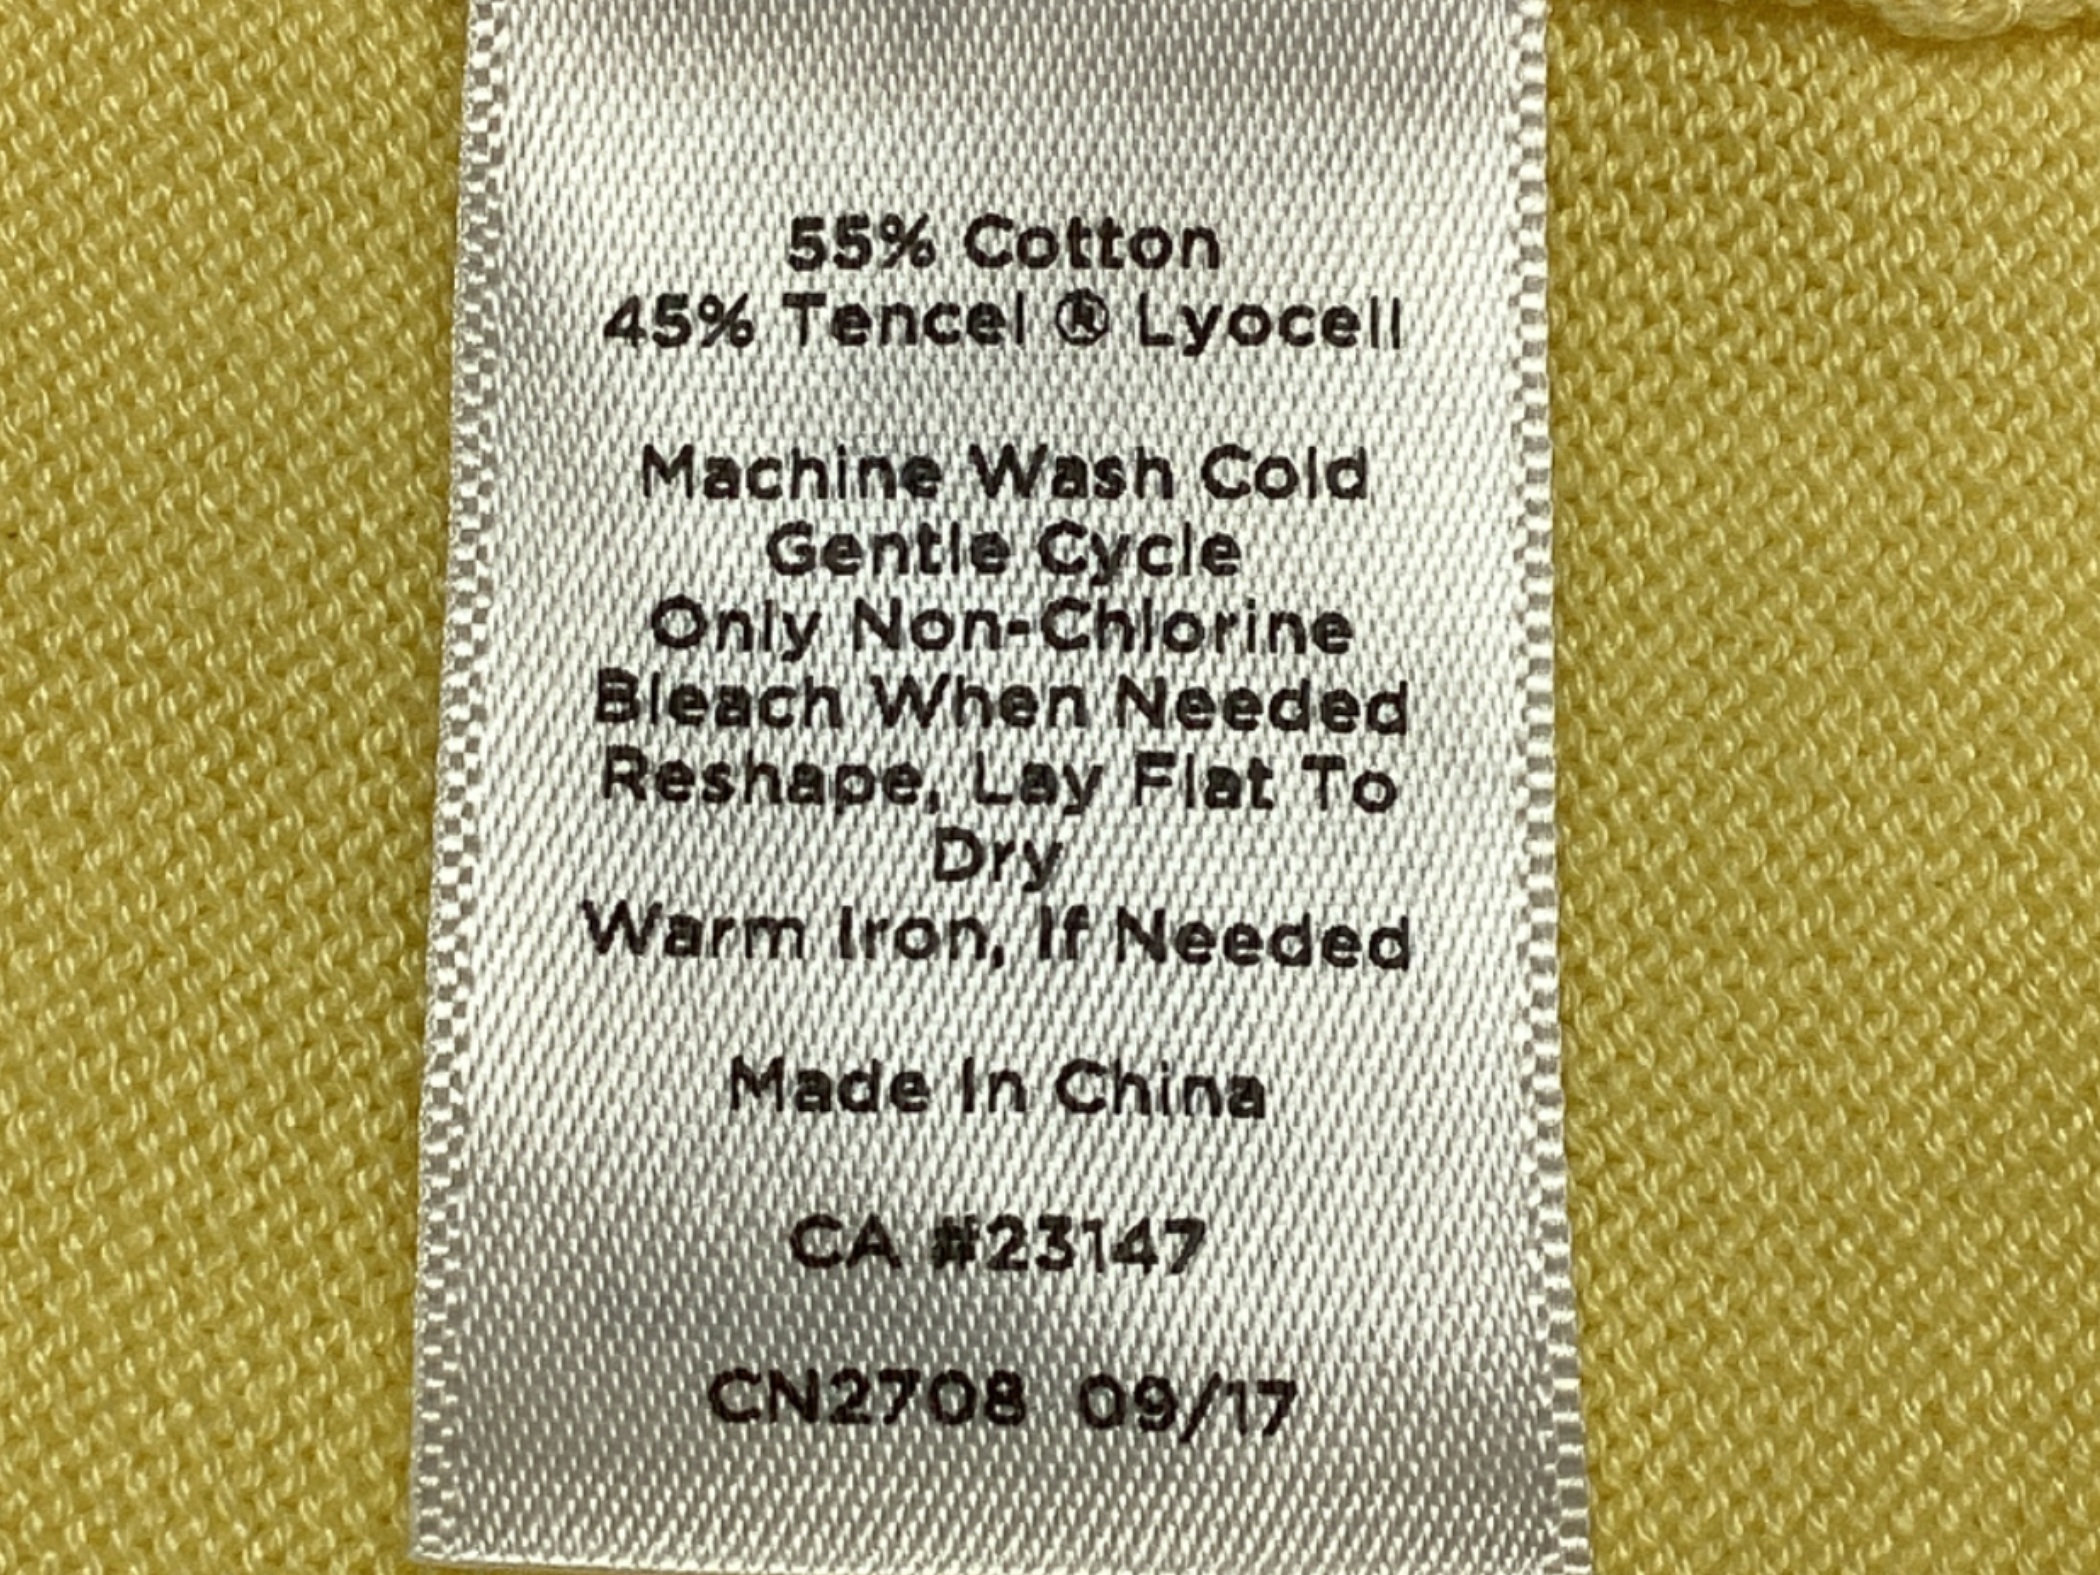 55% Cotton
45% Tencel ® Lyocell
Machine Wash Cold
Gentle Cycle
Only Non-Chlorine
Bleach When Needed
Reshape, Lay Flat To
Dry
Warm Iron, If Needed
Made In China
CA #23147
CN2708 09/17